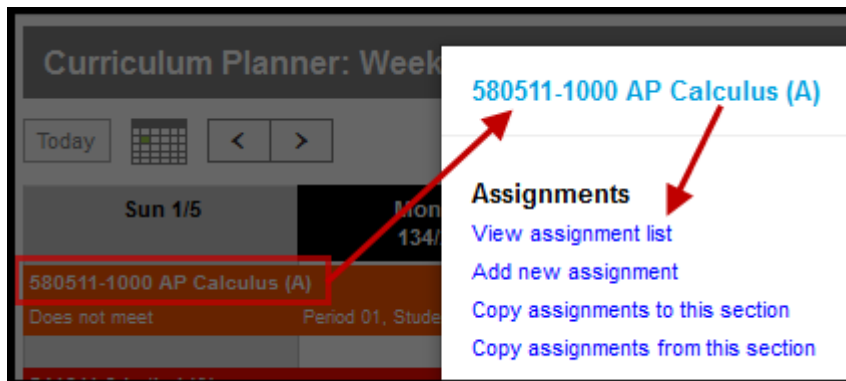 Curriculum Planner: Week
Today
<
>
Sun 1/5
Mon
134/
580511-1000 AP Calculus (A)
Does not meet
Period 01, Stude
580511-1000 AP Calculus (A)
Assignments
View assignment list
Add new assignment
Copy assignments to this section
Copy assignments from this section